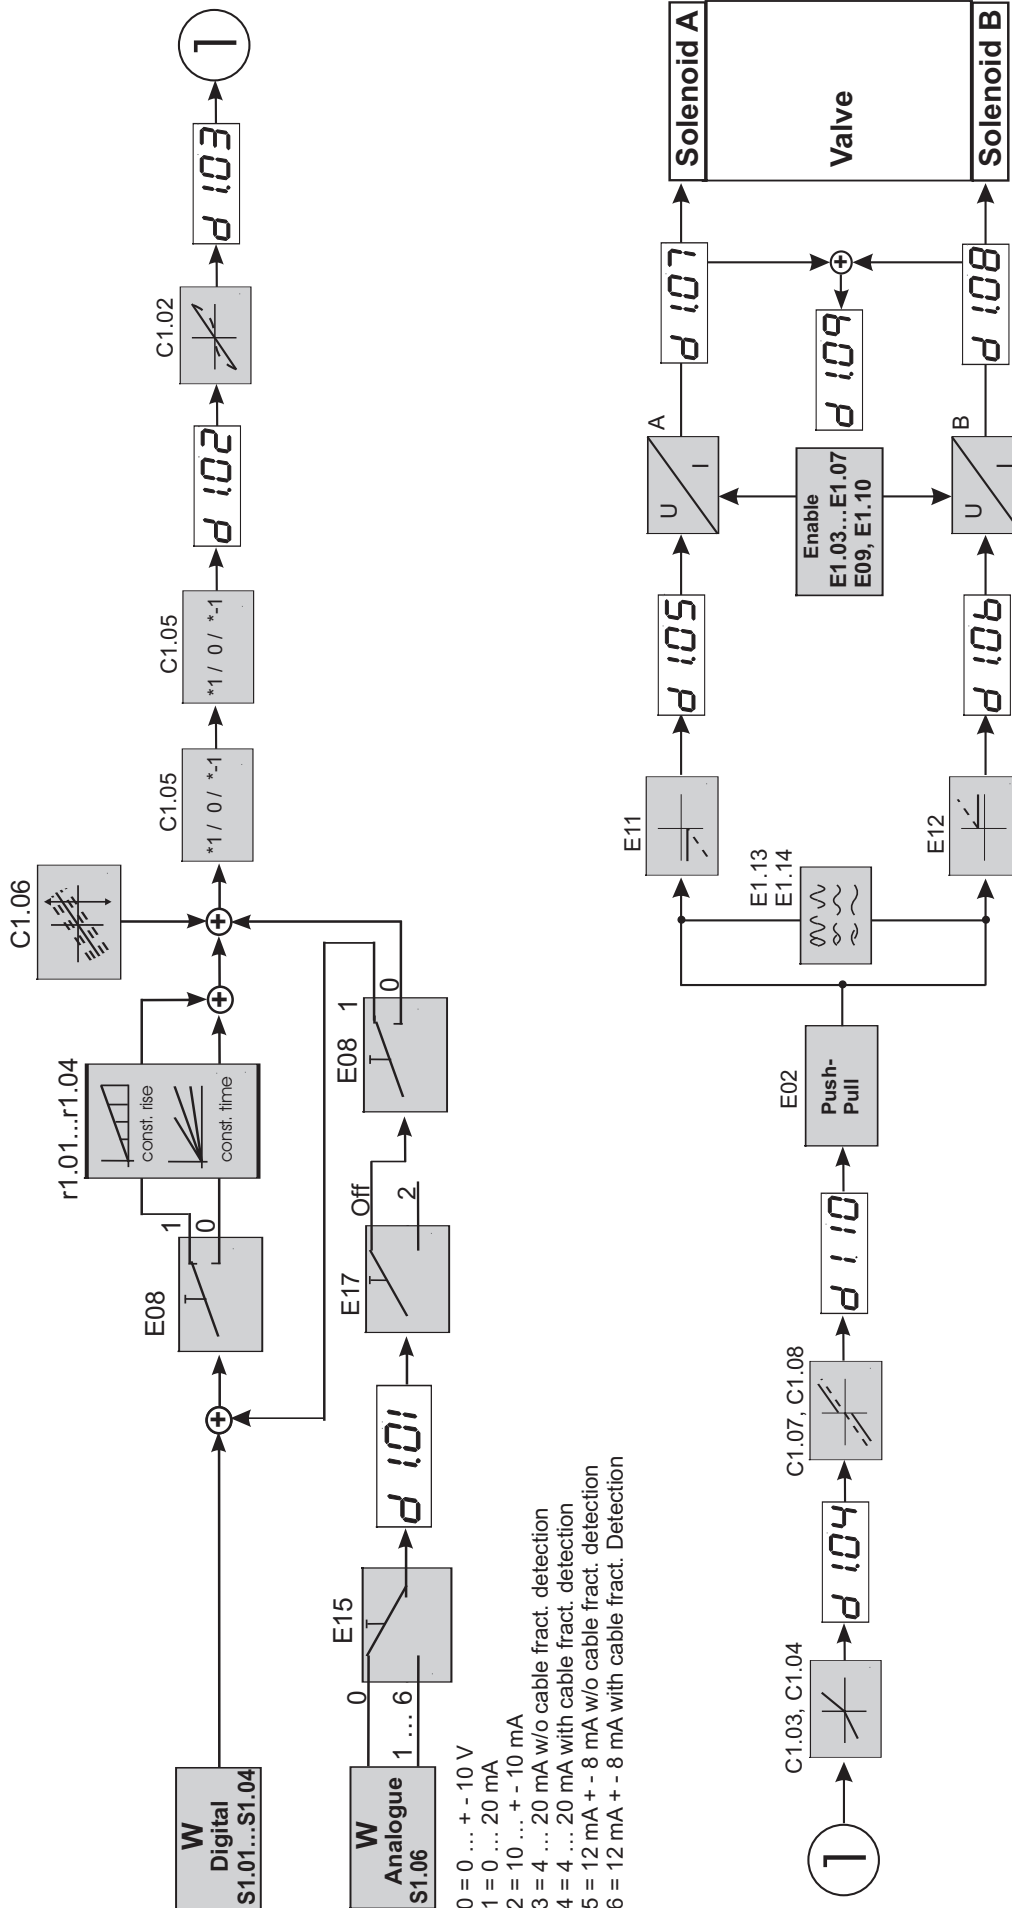 C1.06
r1.01...r1.04
const. rise
const. time
E08
1
0
C1.05
*1 / 0 / *-1
C1.05
*1 / 0 / *-1
d 1.02
C1.02
d 1.03
1
W
Digital
S1.01...S1.04
W
Analogue
S1.06
0
1 ... 6
E15
d 1.01
E17
Off
2
E08
1
0
0 = 0 ... + - 10 V
1 = 0 ... 20 mA
2 = 10 ... + - 10 mA
3 = 4 ... 20 mA w/o cable fract. detection
4 = 4 ... 20 mA with cable fract. detection
5 = 12 mA + - 8 mA w/o cable fract. detection
6 = 12 mA + - 8 mA with cable fract. Detection
1
C1.03, C1.04
d 1.04
C1.07, C1.08
d 1.10
E02
Push-
Pull
E11
E1.13
E1.14
E12
d 1.05
d 1.06
A
U
I
Enable
E1.03...E1.07
E09, E1.10
B
U
I
d 1.07
d 1.09
d 1.08
Solenoid A
Valve
Solenoid B